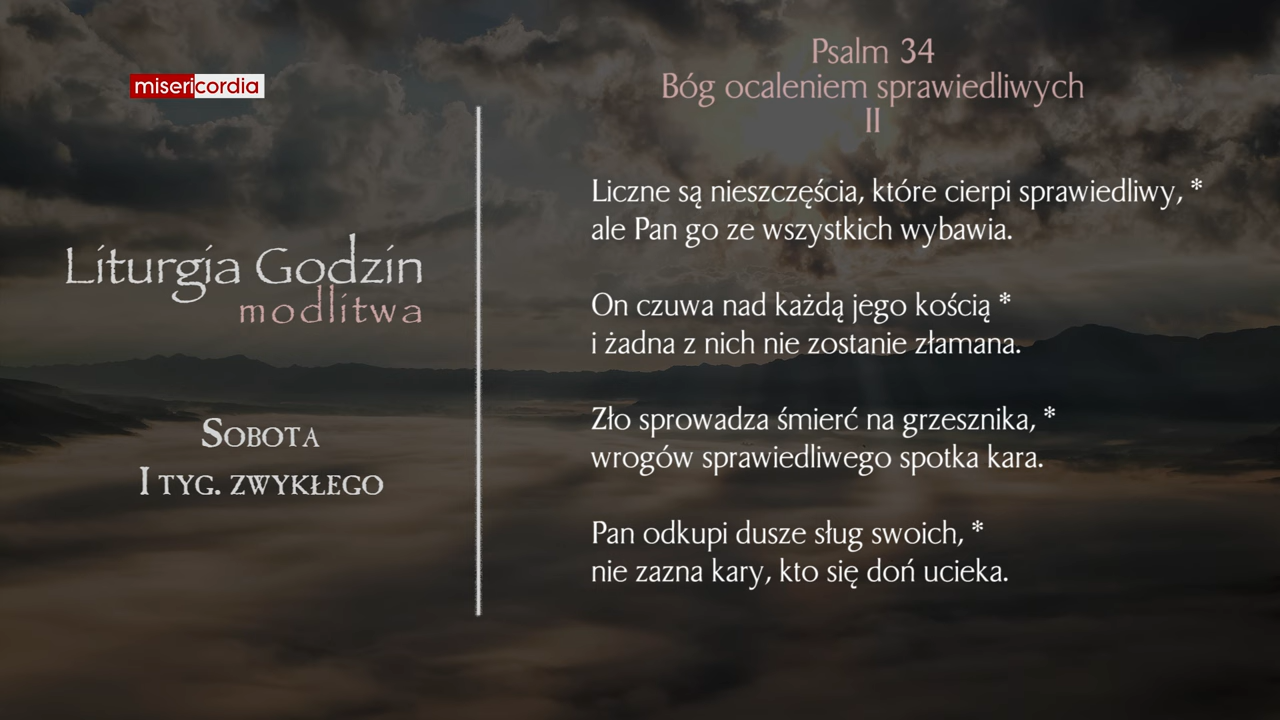 misericordia
Liturgia Godzin
modlitwa
Sobota
I tyg. zwykłego
Psalm 34
Bóg ocaleniem sprawiedliwych
II
Liczne są nieszczęścia, które cierpi sprawiedliwy, *
ale Pan go ze wszystkich wybawia.
On czuwa nad każdą jego kością *
i żadna z nich nie zostanie złamana.
Zło sprowadza śmierć na grzesznika, *
wrogów sprawiedliwego spotka kara.
Pan odkupi dusze sług swoich, *
nie zazna kary, kto się doń ucieka.